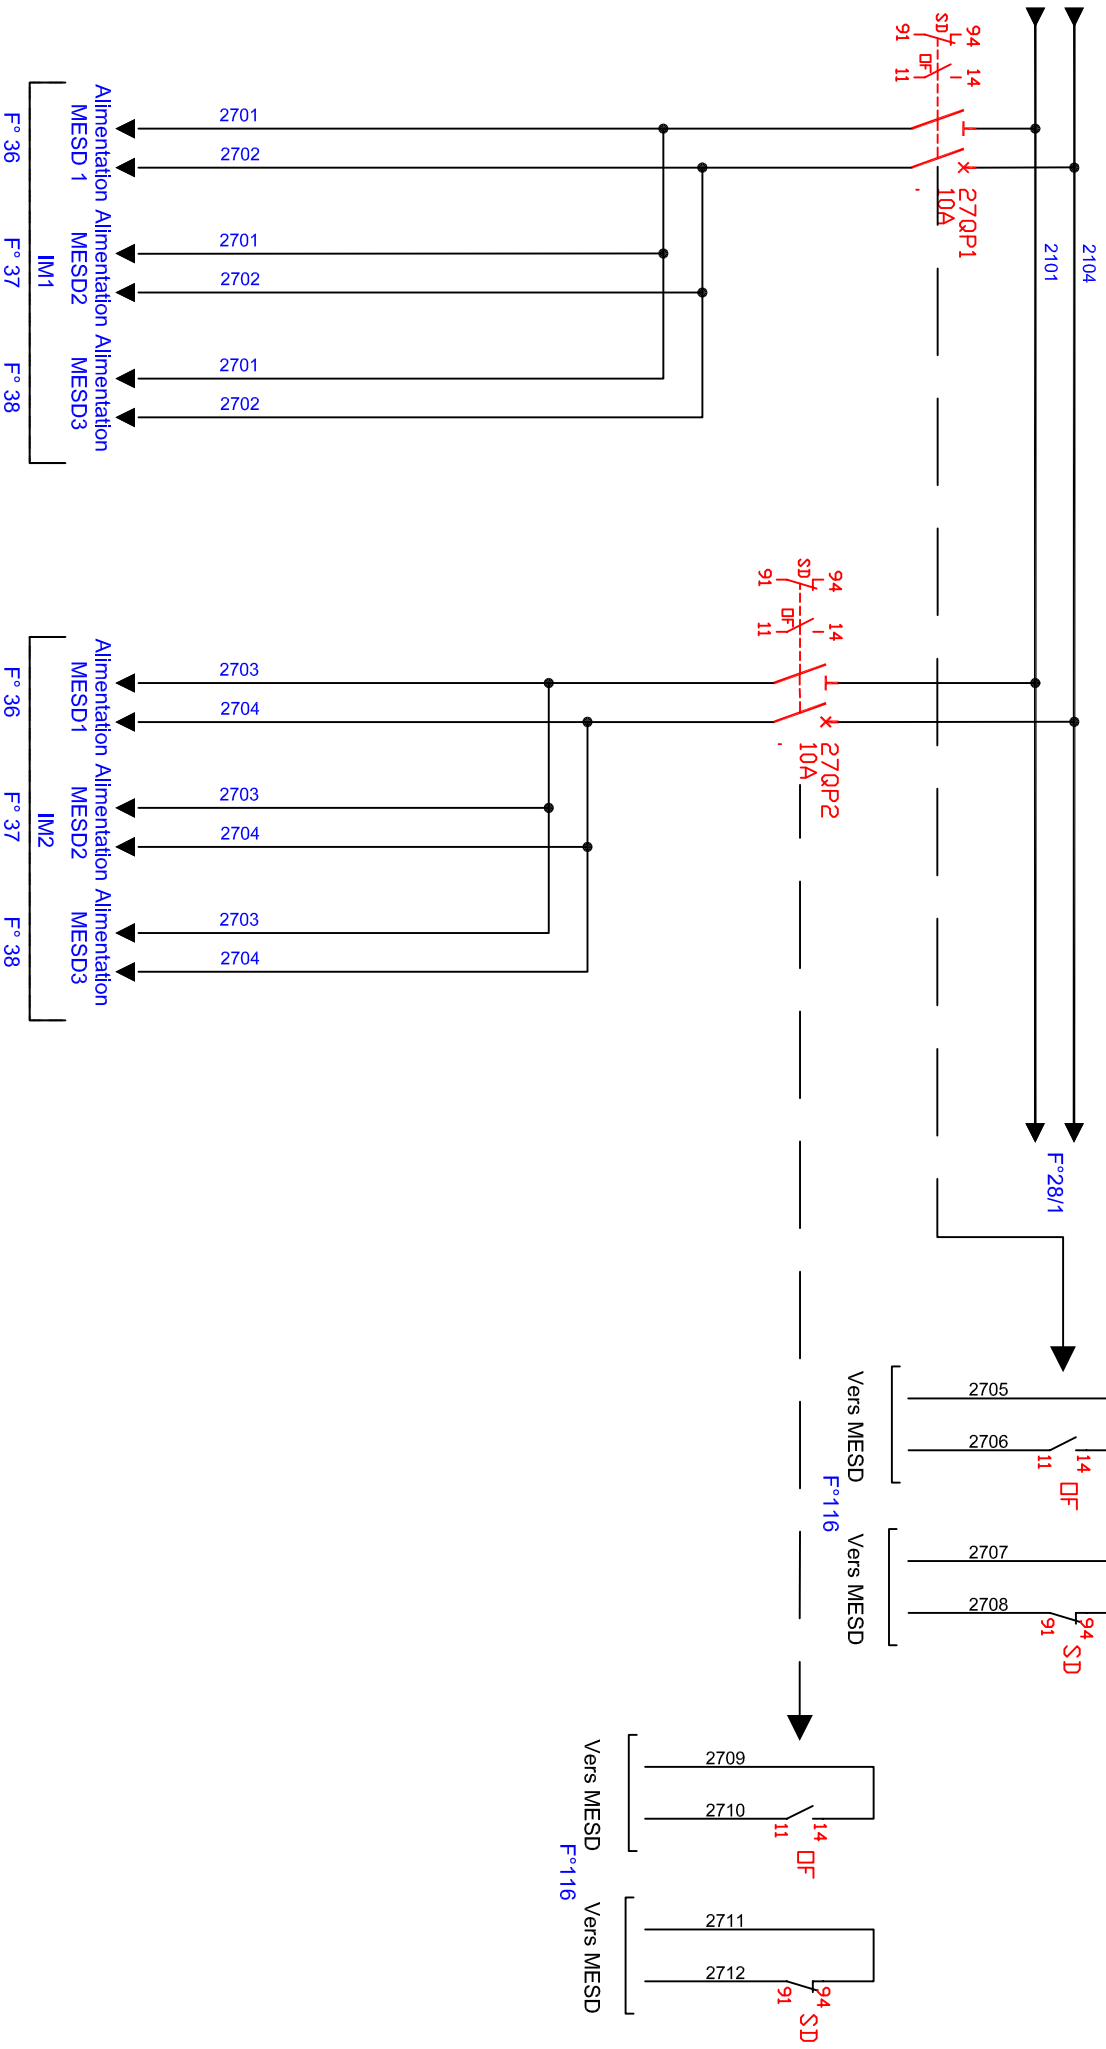 94
SD
91
14
OF
11
27QP1
10A
2104
2101
2701
2702
2701
2702
2701
2702
Alimentation
MESD 1
Alimentation
MESD2
Alimentation
MESD3
IM1
F° 36
F° 37
F° 38
94
SD
91
14
OF
11
27QP2
10A
2703
2704
2703
2704
2703
2704
Alimentation
MESD1
Alimentation
MESD2
Alimentation
MESD3
IM2
F° 36
F° 37
F° 38
F°28/1
2705
2706
14
11
OF
Vers MESD
F°116
2707
2708
94
91
SD
Vers MESD
2709
2710
14
11
OF
Vers MESD
F°116
2711
2712
94
91
SD
Vers MESD